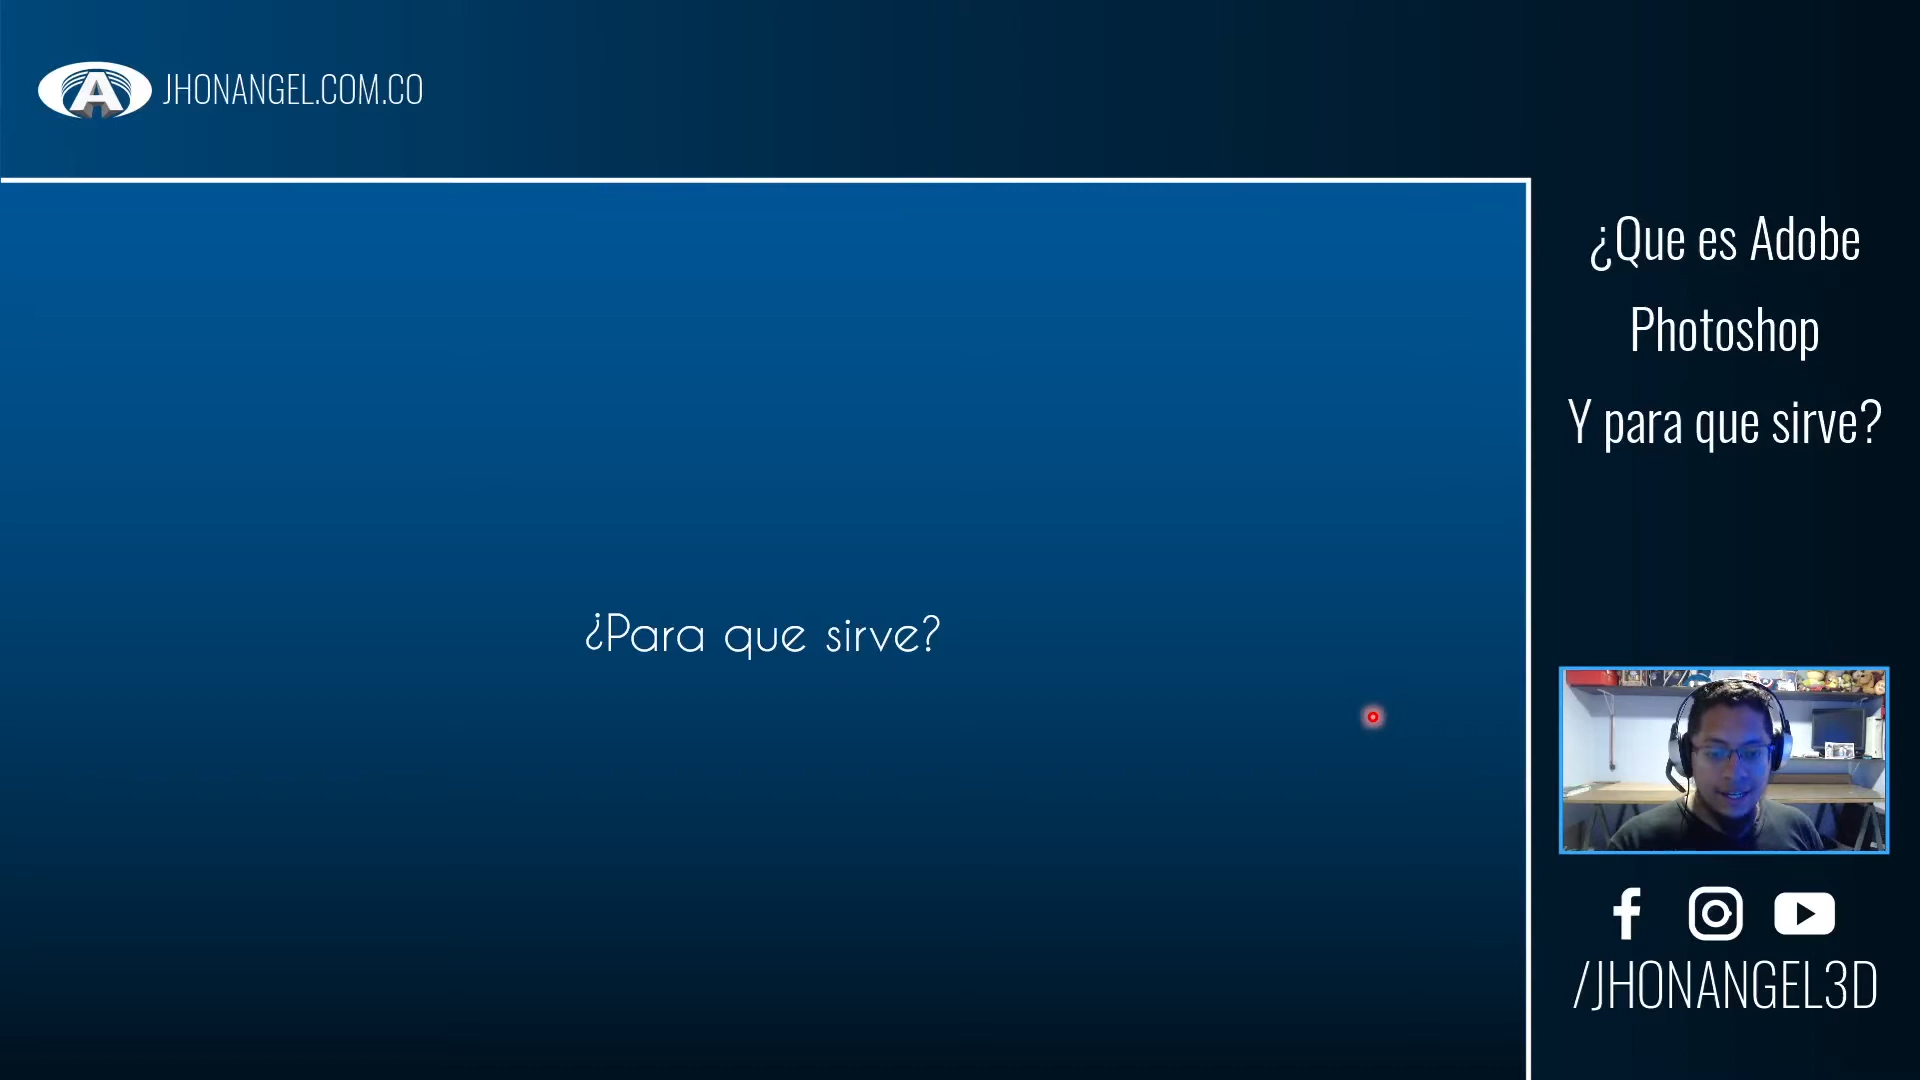 JHONANGEL.COM.CO
¿Que es Adobe
Photoshop
Y para que sirve?
¿Para que sirve?
/JHONANGEL3D